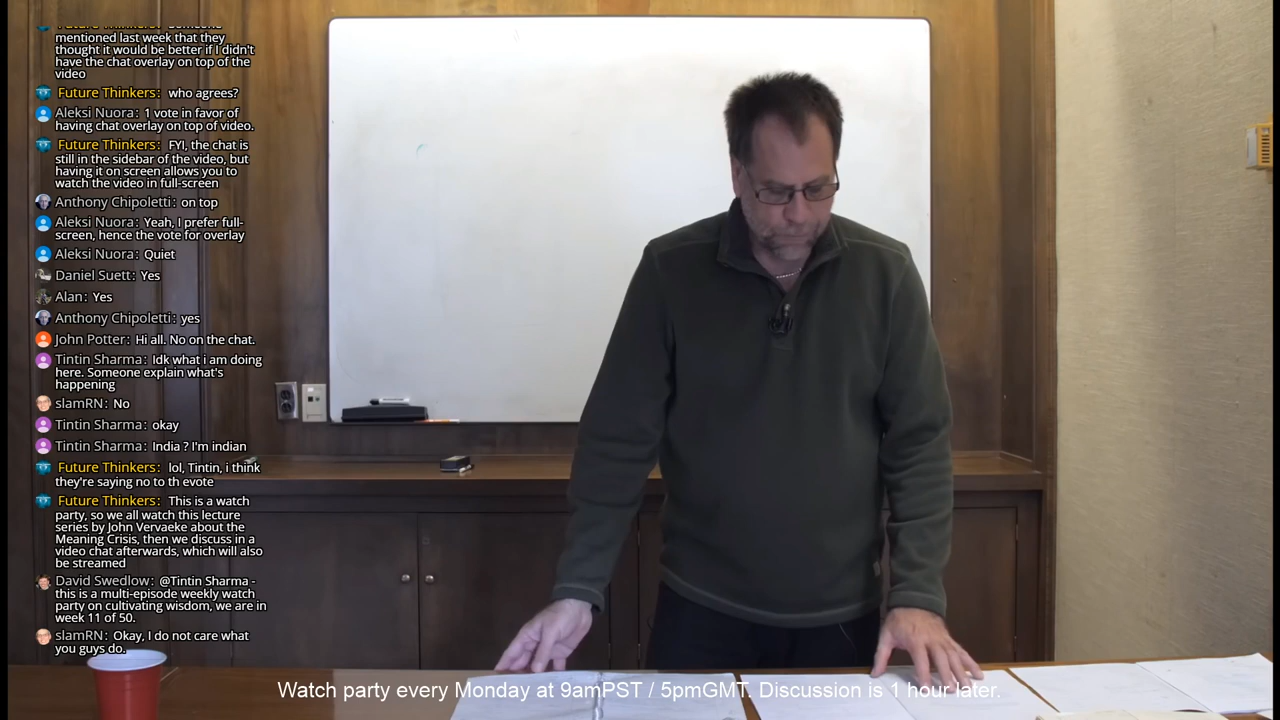 mentioned last week that they
thought it would be better if I didn't
have the chat overlay on top of the
video
Future Thinkers: who agrees?
Aleksi Nuora: 1 vote in favor of
having chat overlay on top of video.
Future Thinkers: FYI, the chat is
still in the sidebar of the video, but
having it on screen allows you to
watch the video in full-screen
Anthony Chipoletti: on top
Aleksi Nuora: Yeah, I prefer full-
screen, hence the vote for overlay
Aleksi Nuora: Quiet
Daniel Suett: Yes
Alan: Yes
Anthony Chipoletti: yes
John Potter: Hi all. No on the chat.
Tintin Sharma: Idk what i am doing
here. Someone explain what's
happening
slamRN: No
Tintin Sharma: okay
Tintin Sharma: India ? I'm indian
Future Thinkers: lol, Tintin, i think
they're saying no to th evote
Future Thinkers: This is a watch
party, so we all watch this lecture
series by John Vervaeke about the
Meaning Crisis, then we discuss in a
video chat afterwards, which will also
be streamed
David Swedlow: @Tintin Sharma -
this is a multi-episode weekly watch
party on cultivating wisdom, we are in
week 11 of 50.
slamRN: Okay, I do not care what
you guys do.
Watch party every Monday at 9amPST / 5pmGMT. Discussion is 1 hour later.